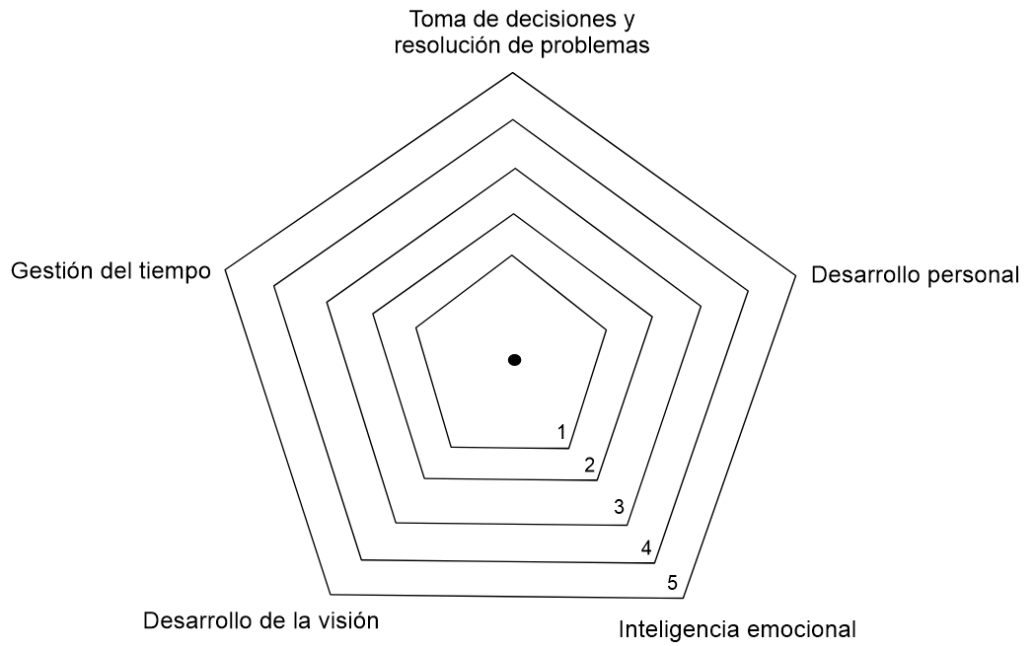 Toma de decisiones y
resolución de problemas
Gestión del tiempo
Desarrollo personal
1
2
3
4
5
Desarrollo de la visión
Inteligencia emocional